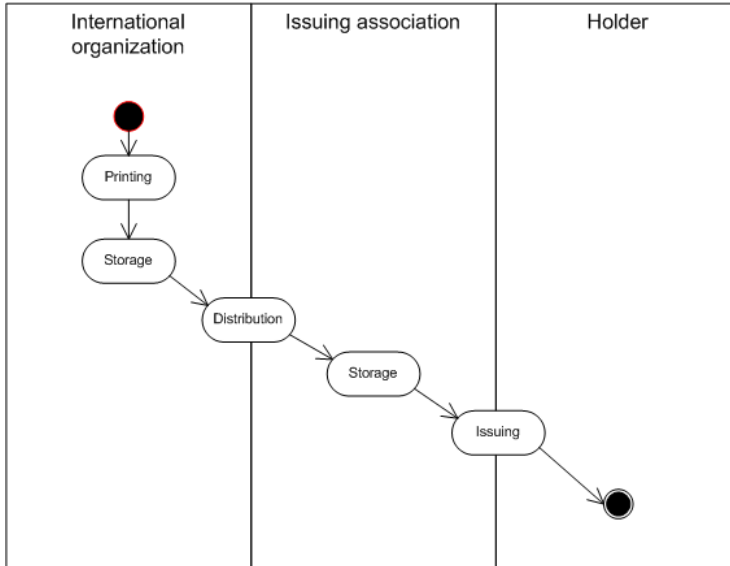 International
organization
Issuing association
Holder
Printing
Storage
Distribution
Storage
Issuing